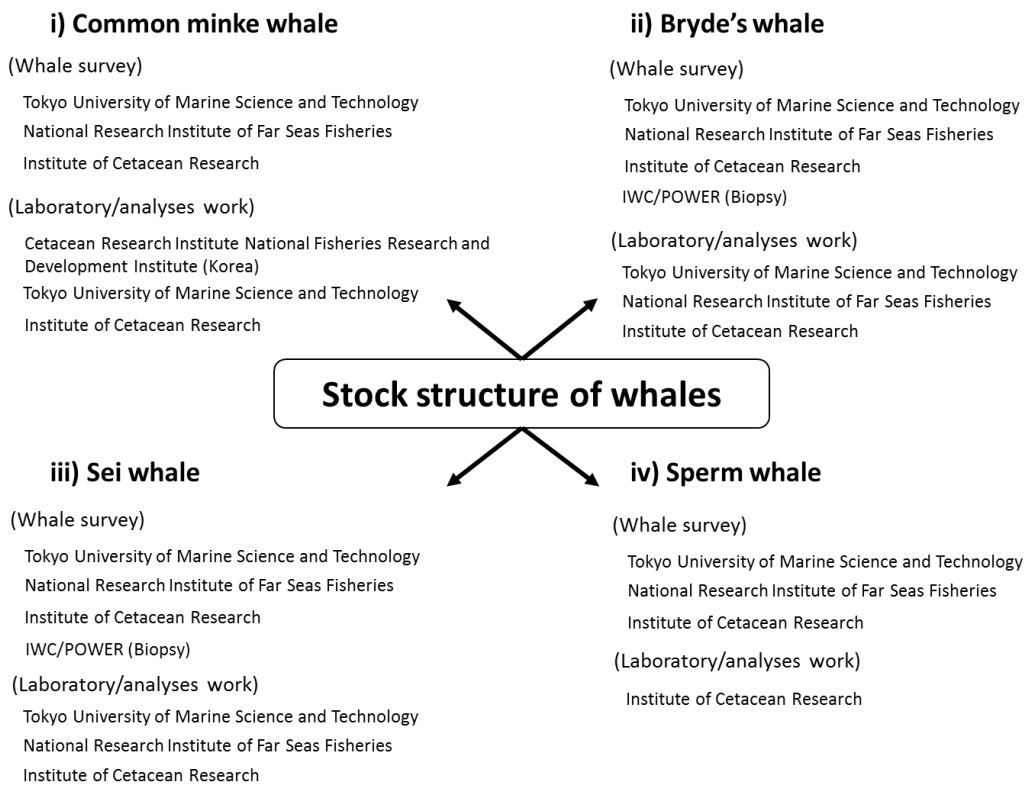 i) Common minke whale
(Whale survey)
Tokyo University of Marine Science and Technology
National Research Institute of Far Seas Fisheries
Institute of Cetacean Research
(Laboratory/analyses work)
Cetacean Research Institute National Fisheries Research and
Development Institute (Korea)
Tokyo University of Marine Science and Technology
Institute of Cetacean Research
ii) Bryde's whale
(Whale survey)
Tokyo University of Marine Science and Technology
National Research Institute of Far Seas Fisheries
Institute of Cetacean Research
IWC/POWER (Biopsy)
(Laboratory/analyses work)
Tokyo University of Marine Science and Technology
National Research Institute of Far Seas Fisheries
Institute of Cetacean Research
Stock structure of whales
iii) Sei whale
(Whale survey)
Tokyo University of Marine Science and Technology
National Research Institute of Far Seas Fisheries
Institute of Cetacean Research
IWC/POWER (Biopsy)
(Laboratory/analyses work)
Tokyo University of Marine Science and Technology
National Research Institute of Far Seas Fisheries
Institute of Cetacean Research
iv) Sperm whale
(Whale survey)
Tokyo University of Marine Science and Technology
National Research Institute of Far Seas Fisheries
Institute of Cetacean Research
(Laboratory/analyses work)
Institute of Cetacean Research